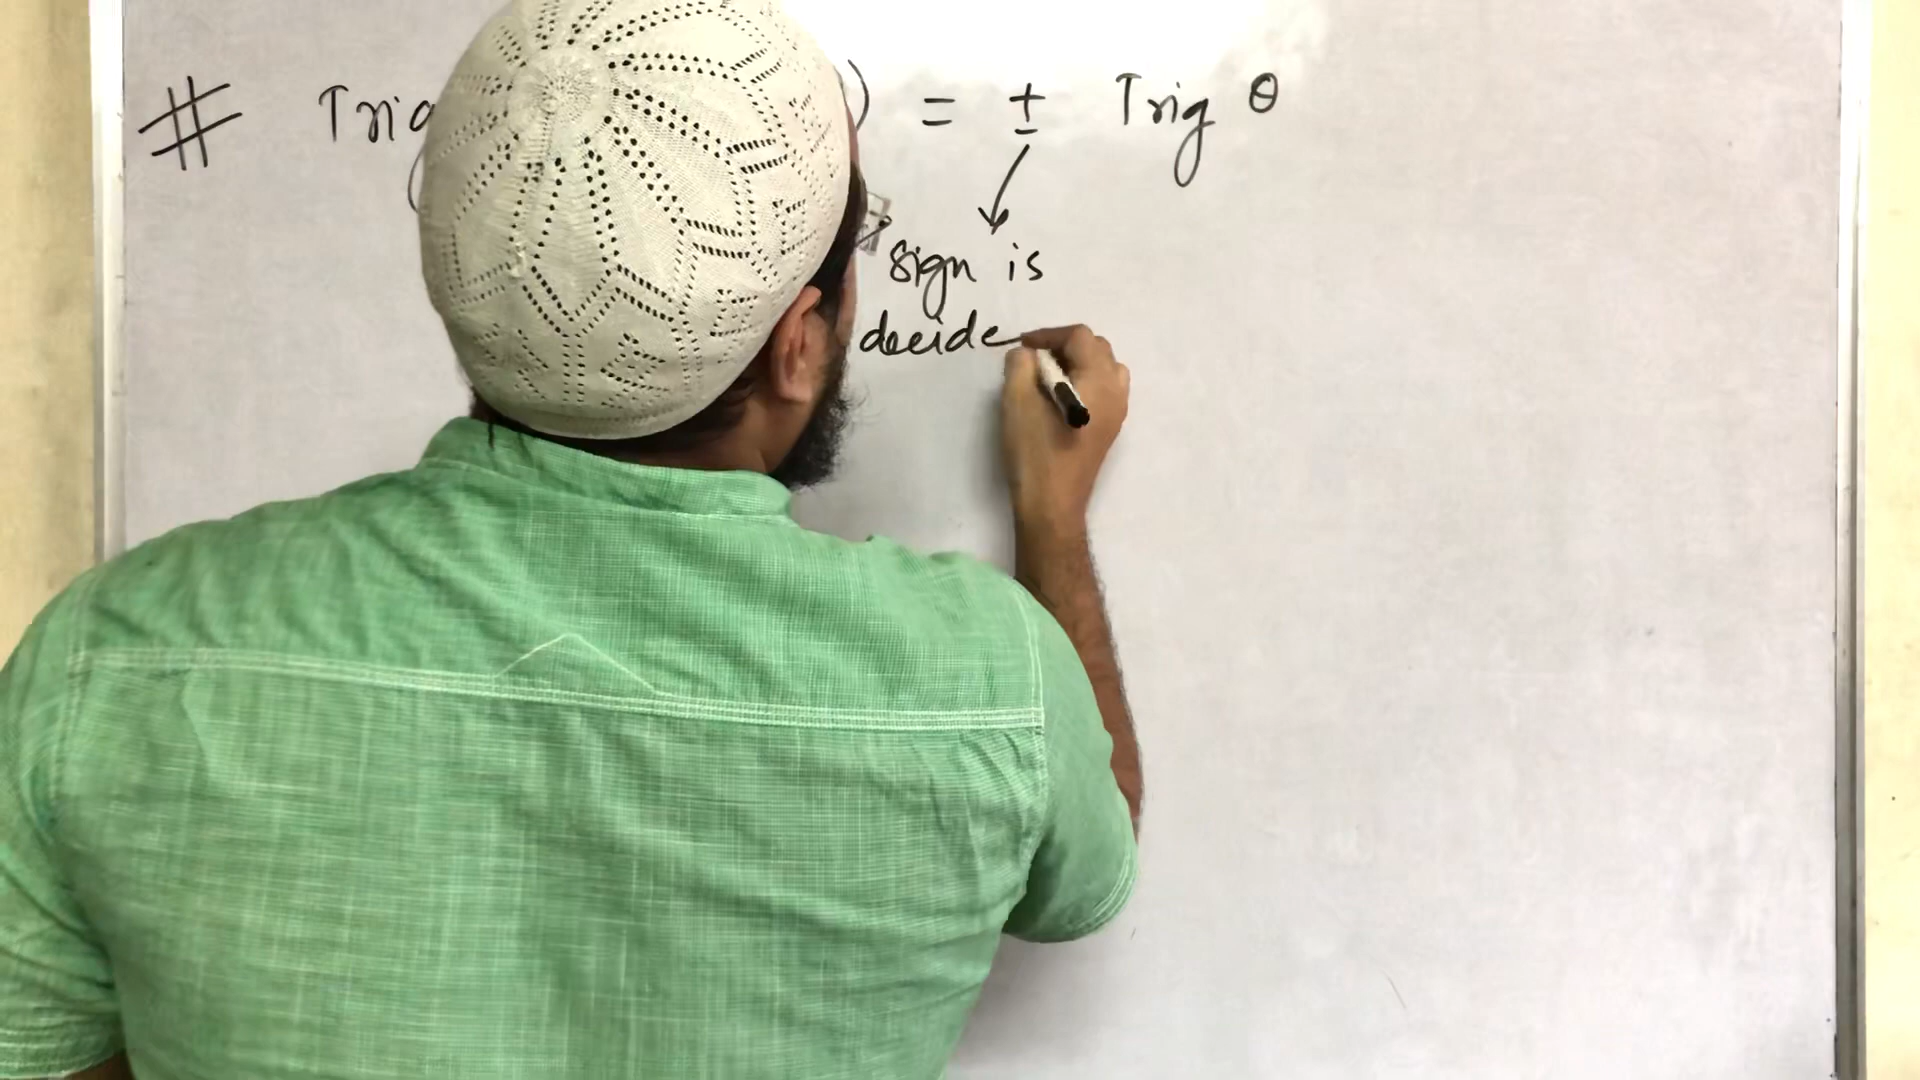 # Trig ) = ± Trig θ
sign is
decide